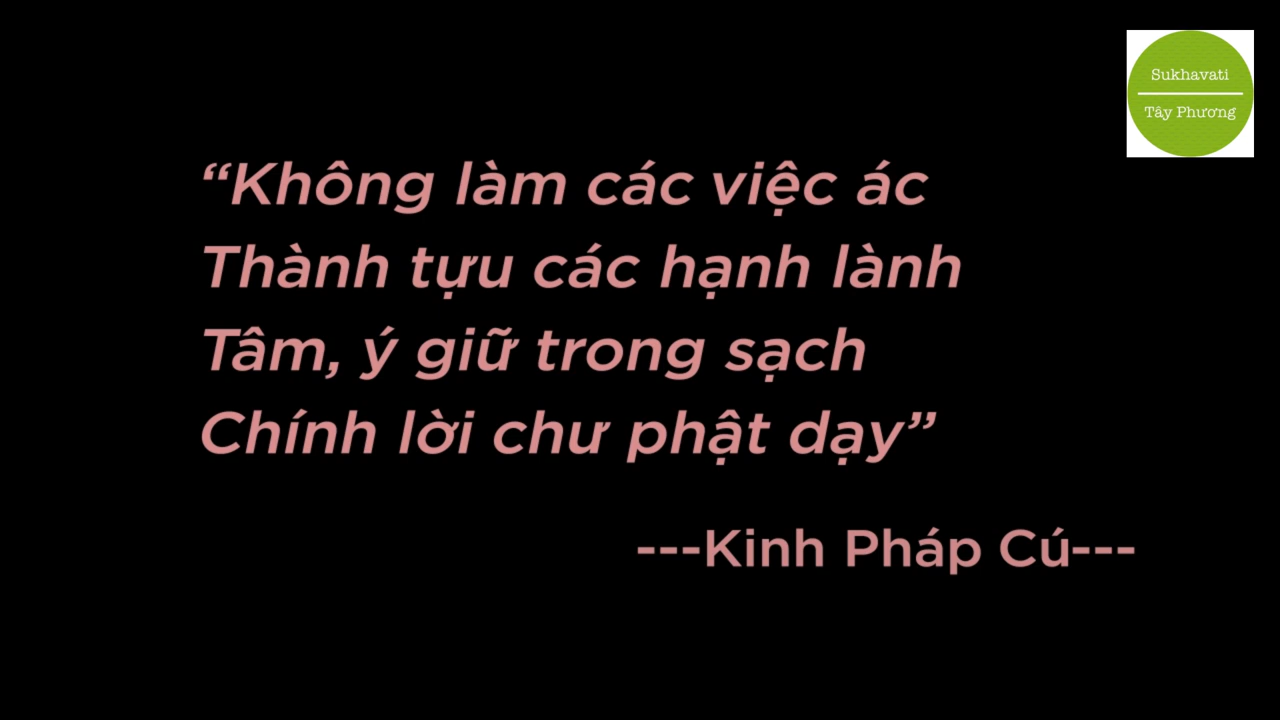 Sukhavati
Tây Phương
“Không làm các việc ác
Thành tựu các hạnh lành
Tâm, ý giữ trong sạch
Chính lời chư phật dạy”
---Kinh Pháp Cú---